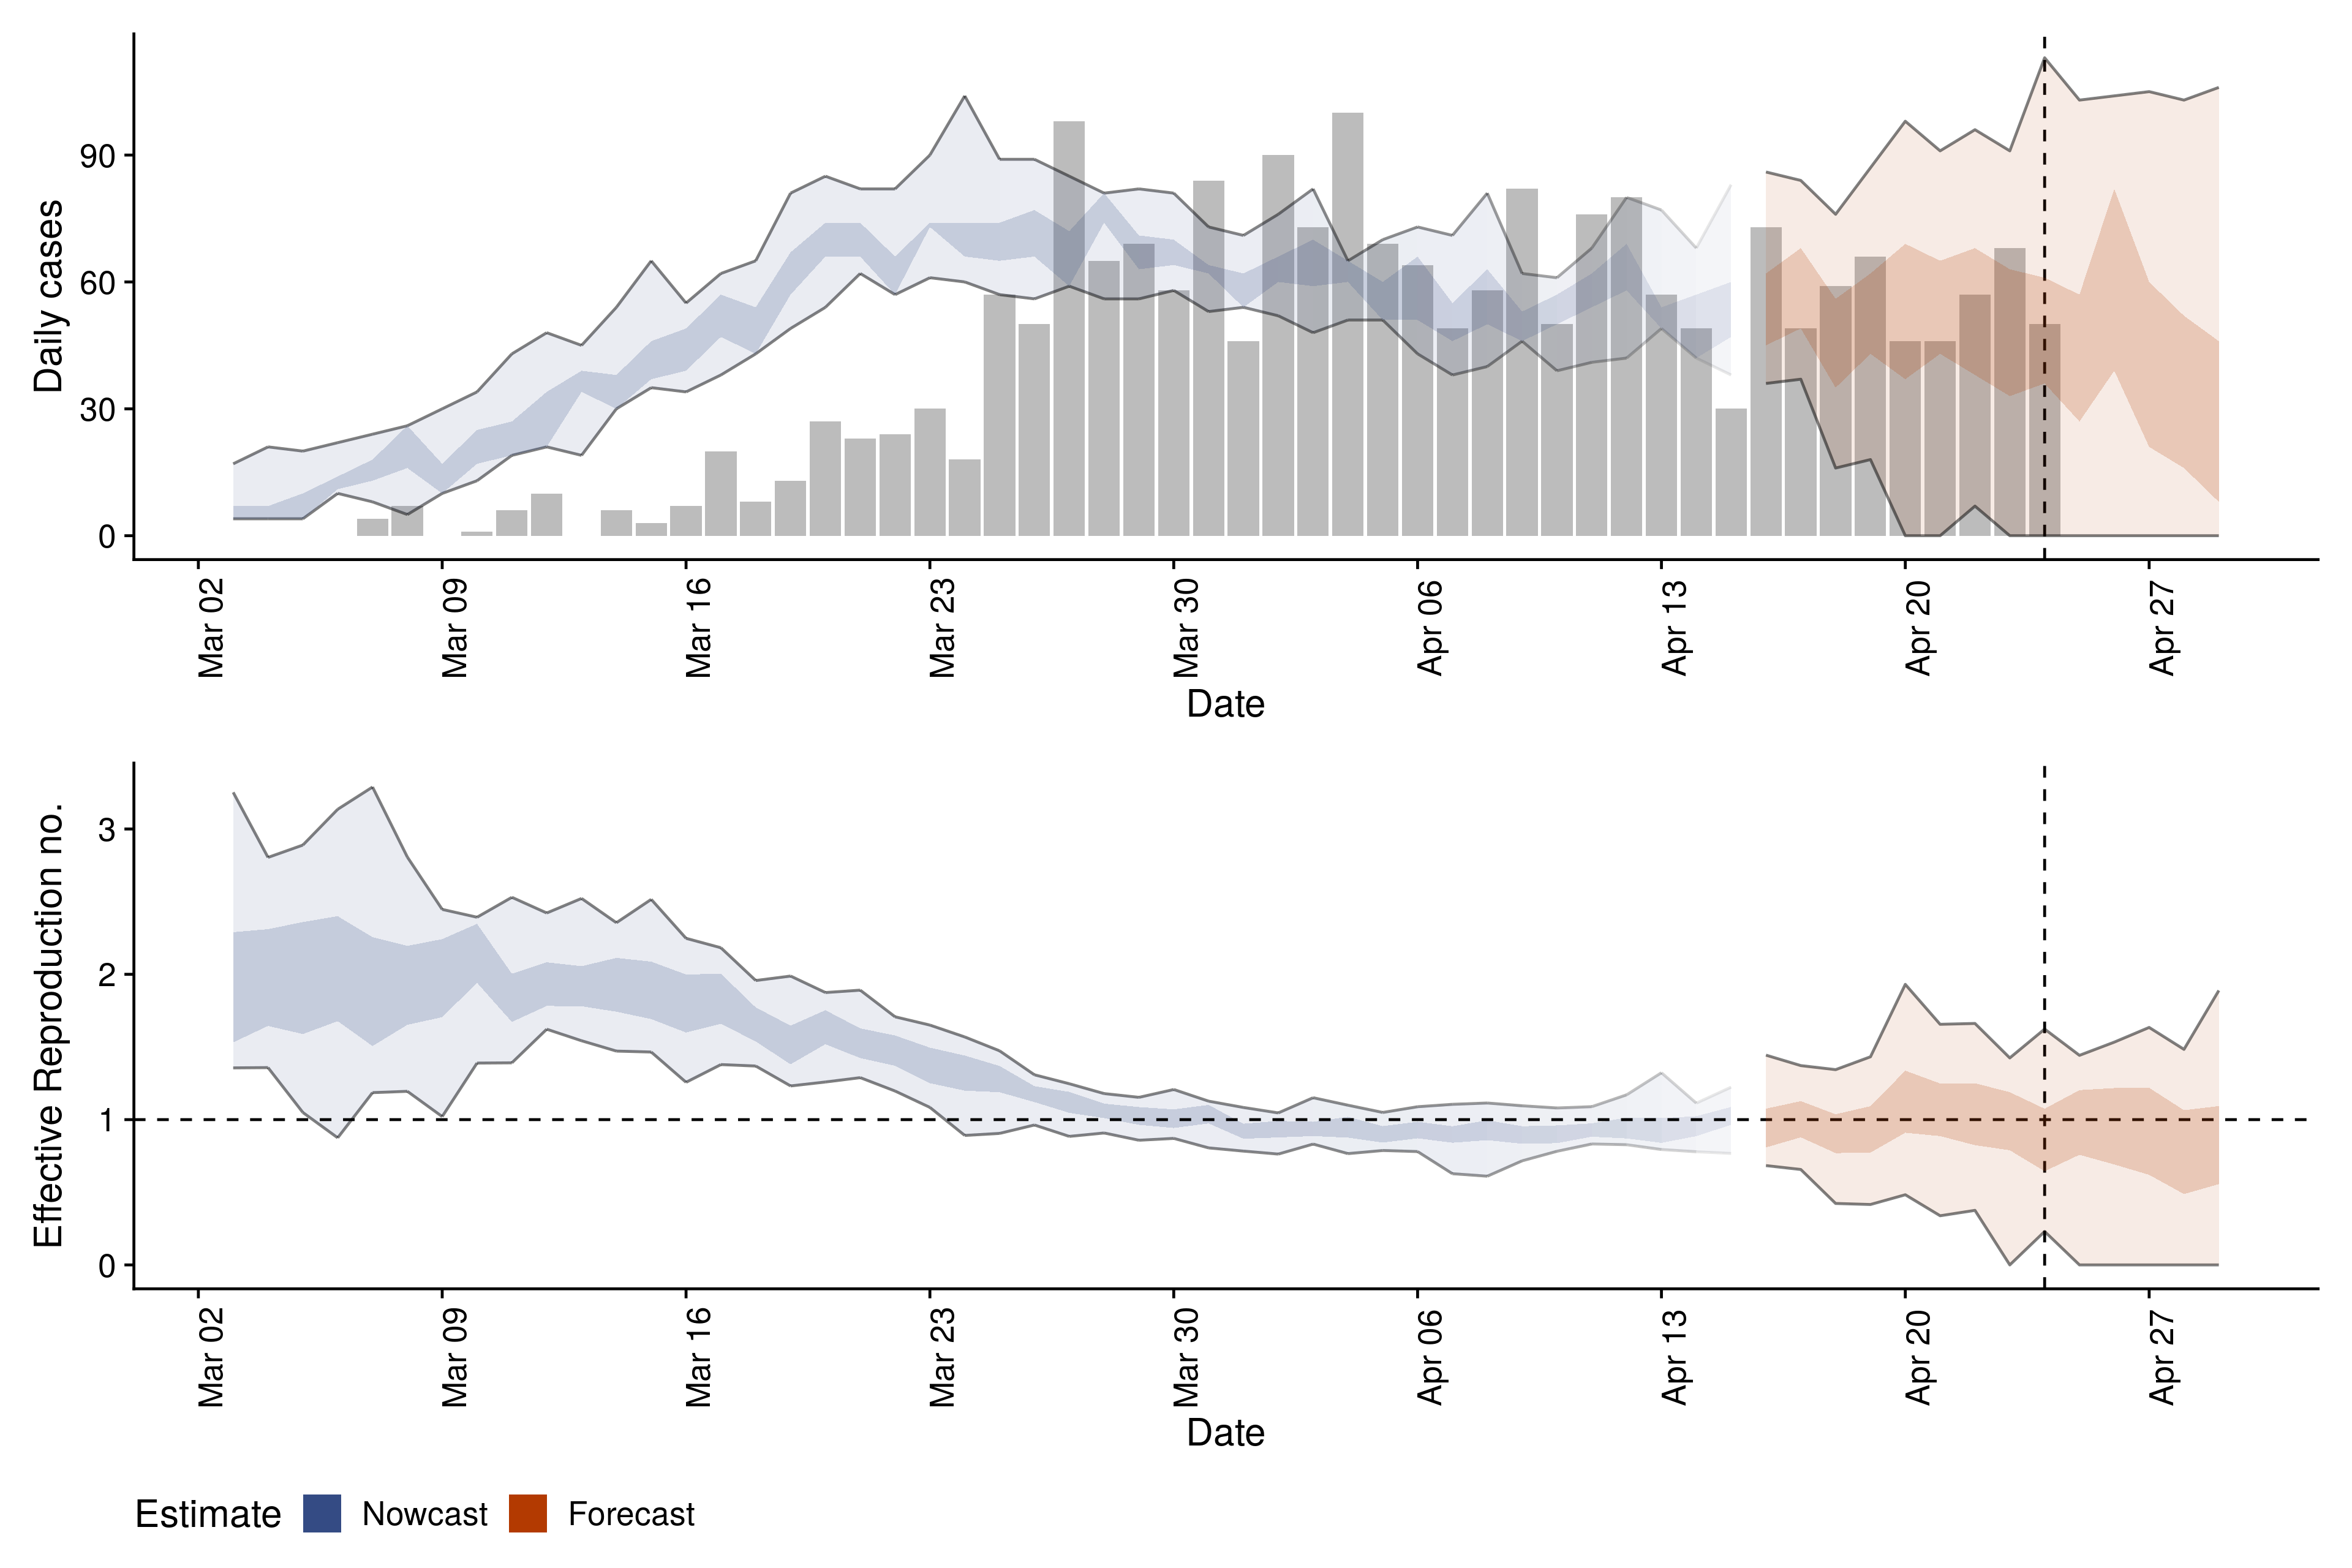 Daily cases
90
60
30
0
Mar 02
Mar 09
Mar 16
Mar 23
Mar 30
Apr 06
Apr 13
Apr 20
Apr 27
Date
Effective Reproduction no.
3
2
1
0
Mar 02
Mar 09
Mar 16
Mar 23
Mar 30
Apr 06
Apr 13
Apr 20
Apr 27
Date
Estimate Nowcast Forecast